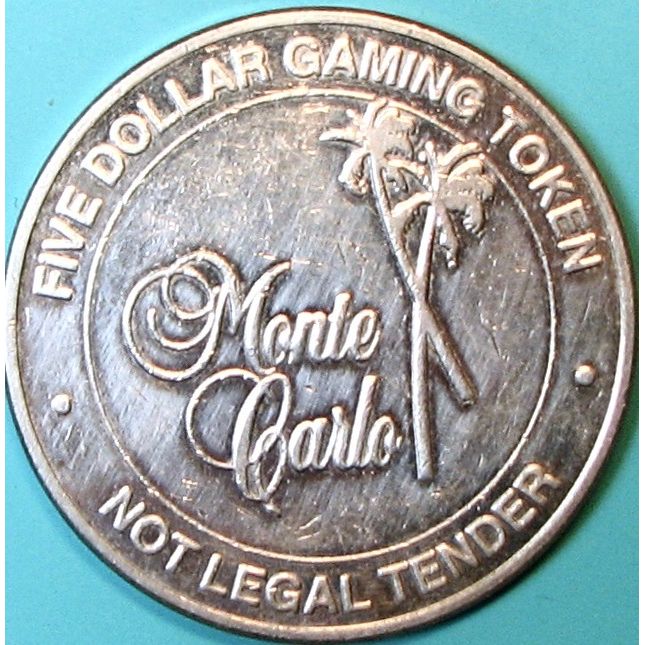 FIVE DOLLAR GAMING TOKEN
Monte
Carlo
NOT LEGAL TENDER